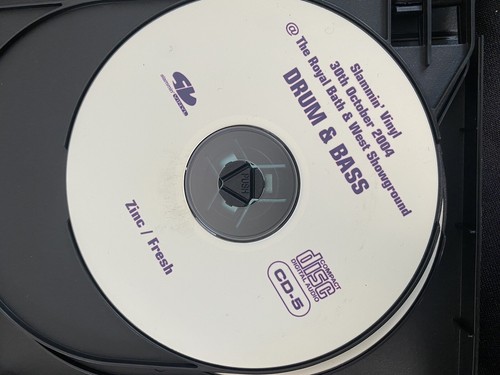 Slammin' Vinyl
30th October 2004
@ The Royal Bath & West Showground
DRUM & BASS
Zinc / Fresh
COMPACT
disc
DIGITAL AUDIO
CD-5
PUSH